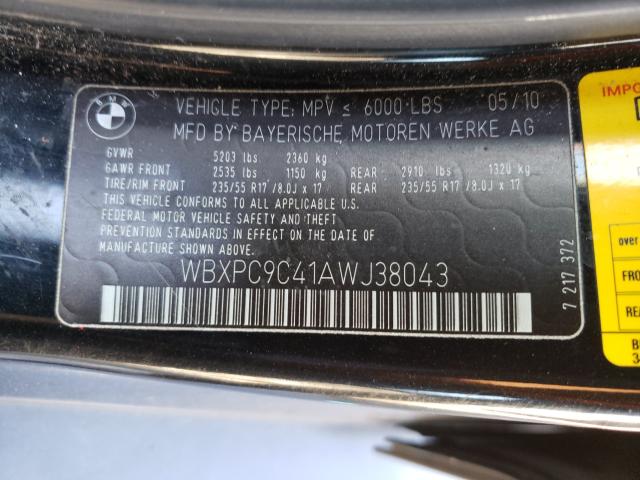 BMW
VEHICLE TYPE: MPV ≤ 6000 LBS 05/10
MFD BY BAYERISCHE MOTOREN WERKE AG
GVWR 5203 lbs 2360 kg
GAWR FRONT 2535 lbs 1150 kg REAR 2910 lbs 1320 kg
TIRE/RIM FRONT 235/55 R17 /8.0J x 17 REAR 235/55 R17 /8.0J x 17
THIS VEHICLE CONFORMS TO ALL APPLICABLE U.S.
FEDERAL MOTOR VEHICLE SAFETY AND THEFT
PREVENTION STANDARDS IN EFFECT ON THE DATE
OF MANUFACTURE SHOWN ABOVE
WBXPC9C41AWJ38043
7 217 372
over